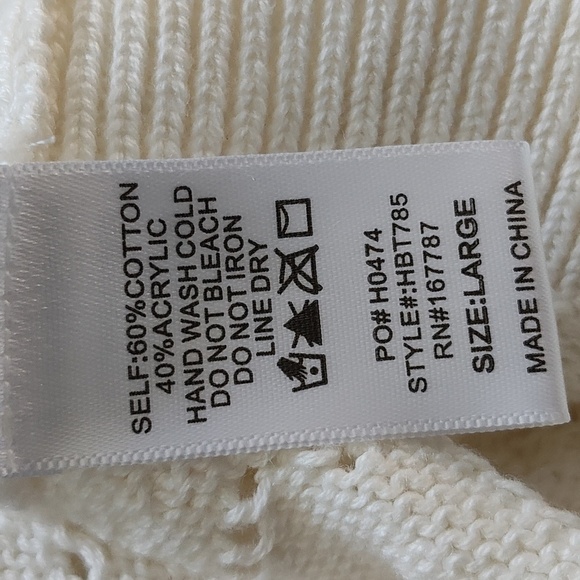 SELF:60%COTTON
40%ACRYLIC
HAND WASH COLD
DO NOT BLEACH
DO NOT IRON
LINE DRY
PO# H0474
STYLE#:HBT785
RN#167787
SIZE:LARGE
MADE IN CHINA